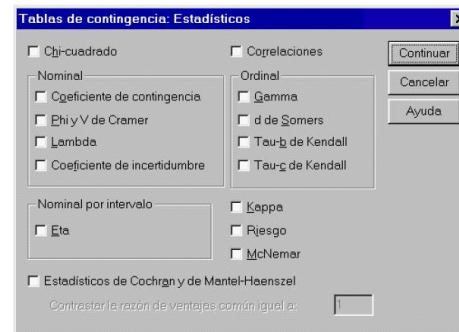 Tablas de contingencia: Estadísticos
Chi-cuadrado
Correlaciones
Continuar
Nominal
Coeficiente de contingencia
Phi y V de Cramer
Lambda
Coeficiente de incertidumbre
Ordinal
Gamma
d de Somers
Tau-b de Kendall
Tau-c de Kendall
Cancelar
Ayuda
Nominal por intervalo
Eta
Kappa
Riesgo
McNemar
Estadísticos de Cochran y de Mantel-Haenszel
Contrastar la razón de ventajas común igual a: 1